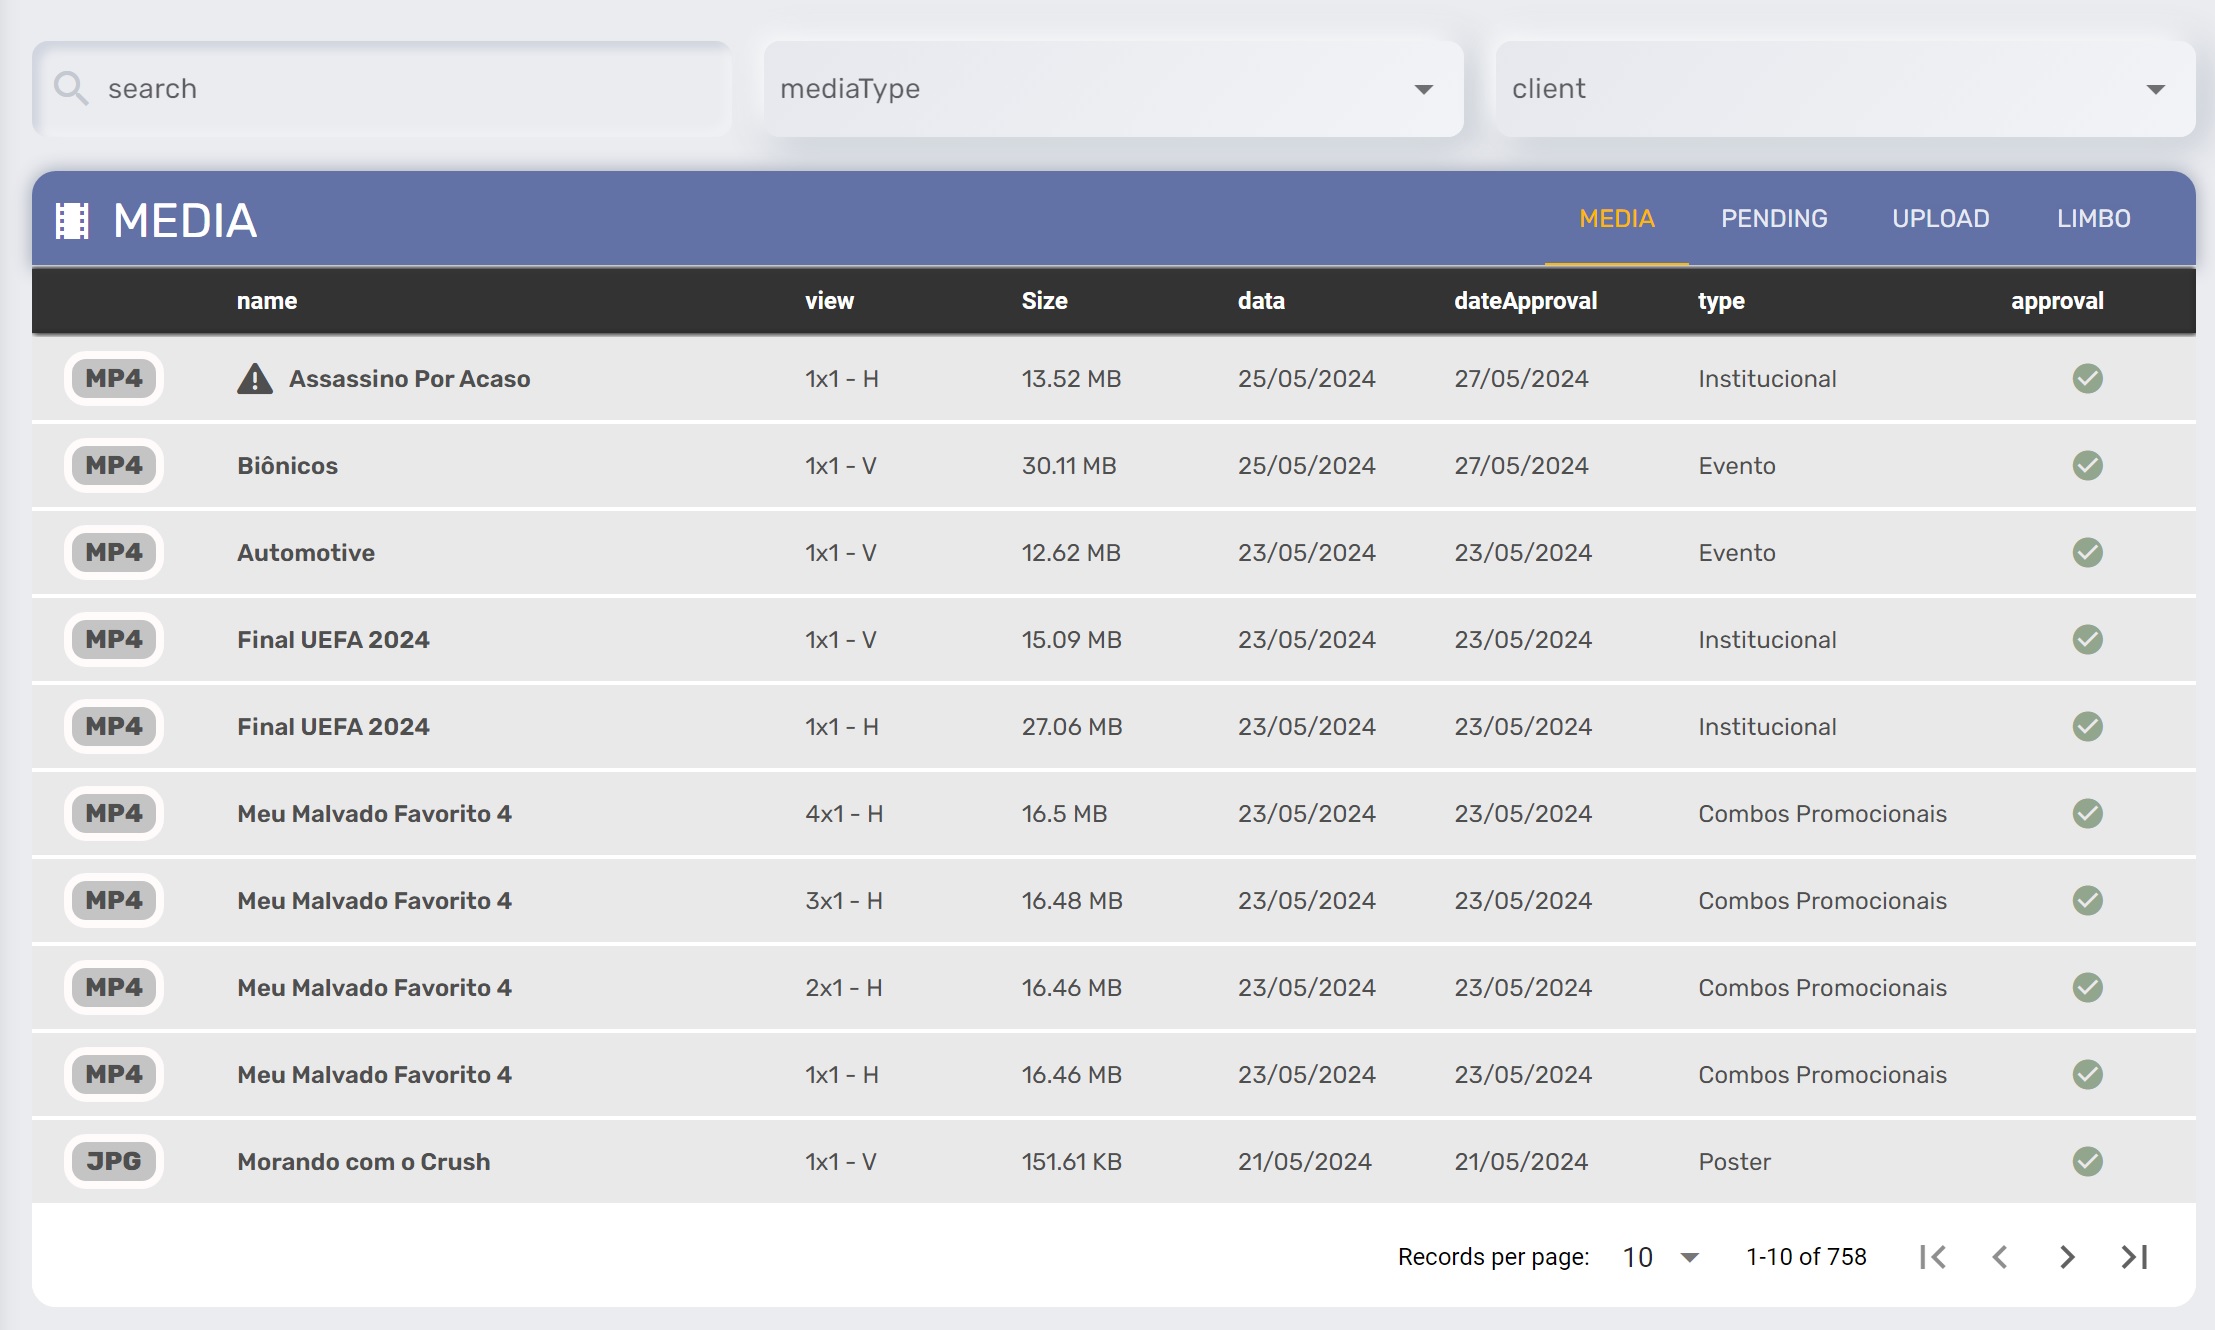 search
mediaType
client
MEDIA
MEDIA PENDING UPLOAD LIMBO
name view Size data dateApproval type approval
MP4 Assassino Por Acaso 1x1 - H 13.52 MB 25/05/2024 27/05/2024 Institucional
MP4 Biônicos 1x1 - V 30.11 MB 25/05/2024 27/05/2024 Evento
MP4 Automotive 1x1 - V 12.62 MB 23/05/2024 23/05/2024 Evento
MP4 Final UEFA 2024 1x1 - V 15.09 MB 23/05/2024 23/05/2024 Institucional
MP4 Final UEFA 2024 1x1 - H 27.06 MB 23/05/2024 23/05/2024 Institucional
MP4 Meu Malvado Favorito 4 4x1 - H 16.5 MB 23/05/2024 23/05/2024 Combos Promocionais
MP4 Meu Malvado Favorito 4 3x1 - H 16.48 MB 23/05/2024 23/05/2024 Combos Promocionais
MP4 Meu Malvado Favorito 4 2x1 - H 16.46 MB 23/05/2024 23/05/2024 Combos Promocionais
MP4 Meu Malvado Favorito 4 1x1 - H 16.46 MB 23/05/2024 23/05/2024 Combos Promocionais
JPG Morando com o Crush 1x1 - V 151.61 KB 21/05/2024 21/05/2024 Poster
Records per page: 10 1-10 of 758